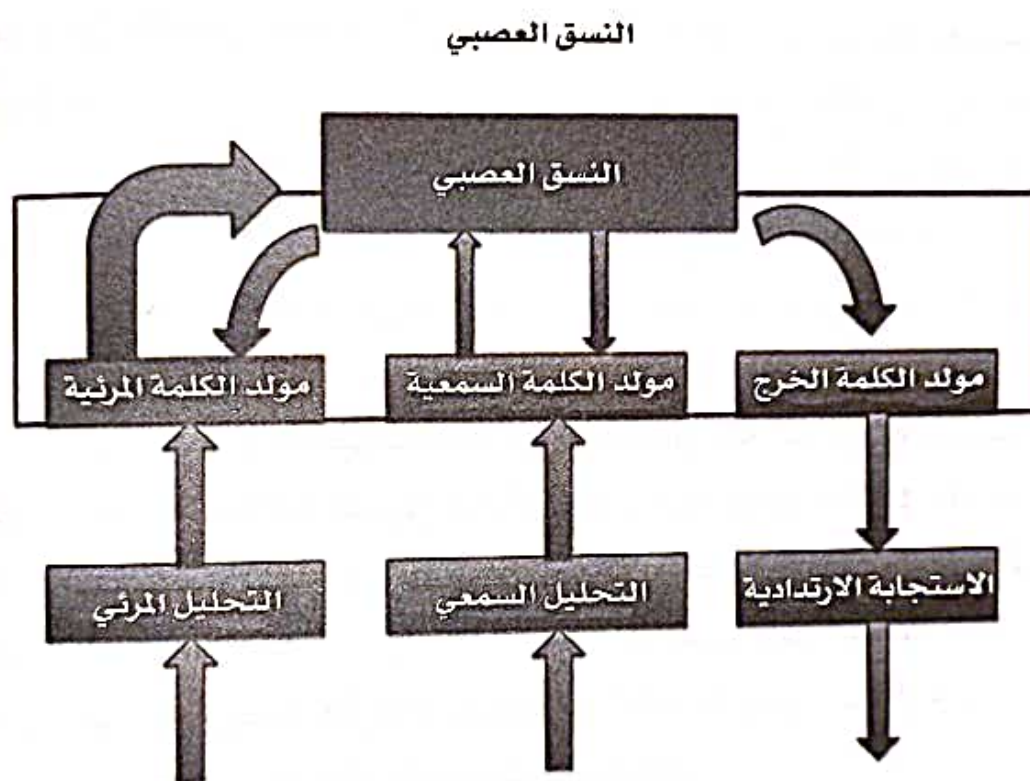 النسق العصبي
النسق العصبي
مولد الكلمة الخرج
مولد الكلمة السمعية
مولد الكلمة المرئية
الاستجابة الارتدادية
التحليل السمعي
التحليل المرئي